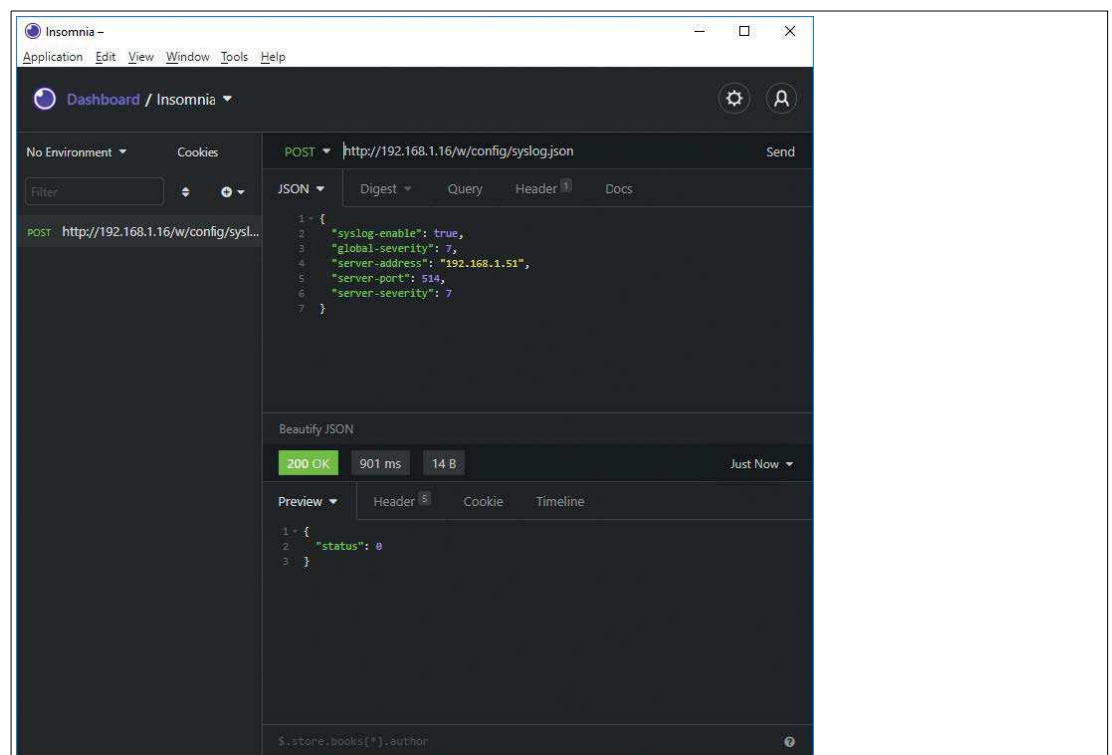 Insomnia –
Application Edit View Window Tools Help
Dashboard / Insomnia
No Environment Cookies
POST http://192.168.1.16/w/config/syslog.json Send
Filter
JSON Digest Query Header 1 Docs
POST http://192.168.1.16/w/config/sysl...
1 {
2 "syslog-enable": true,
3 "global-severity": 7,
4 "server-address": "192.168.1.51",
5 "server-port": 514,
6 "server-severity": 7
7 }
Beautify JSON
200 OK 901 ms 14 B Just Now
Preview Header 5 Cookie Timeline
1 {
2 "status": 0
3 }
$.store.books[*].author